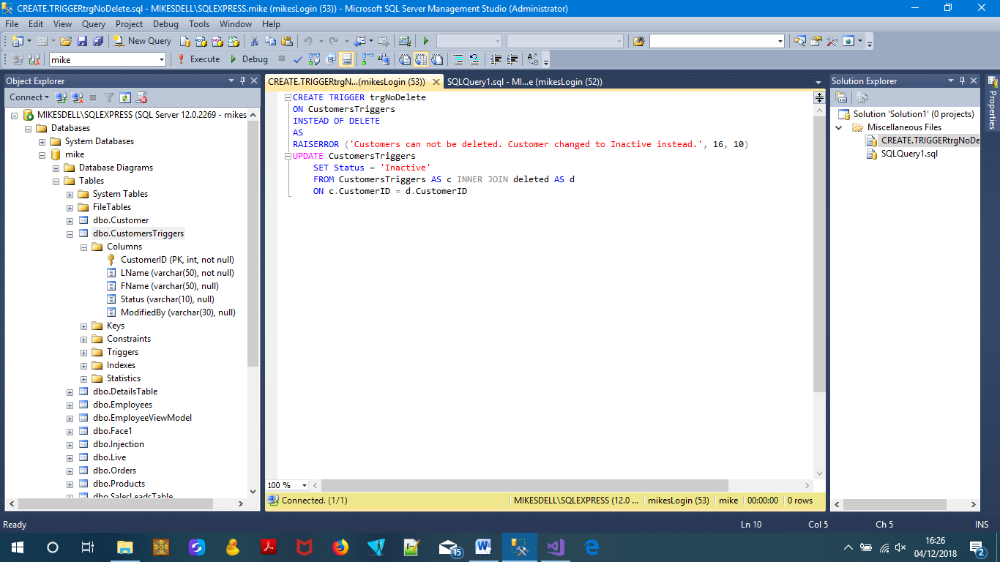 CREATE.TRIGGERtrgNoDelete.sql - MIKESDELL\SQLEXPRESS.mike (mikesLogin (53)) - Microsoft SQL Server Management Studio (Administrator)
File Edit View Query Project Debug Tools Window Help
New Query
mike Execute Debug
Object Explorer
Connect
MIKESDELL\SQLEXPRESS (SQL Server 12.0.2269 - mikes
Databases
System Databases
mike
Database Diagrams
Tables
System Tables
FileTables
dbo.Customer
dbo.CustomersTriggers
Columns
CustomerID (PK, int, not null)
LName (varchar(50), not null)
FName (varchar(50), null)
Status (varchar(10), null)
ModifiedBy (varchar(30), null)
Keys
Constraints
Triggers
Indexes
Statistics
dbo.DetailsTable
dbo.Employees
dbo.EmployeeViewModel
dbo.Face1
dbo.Injection
dbo.Live
dbo.Orders
dbo.Products
dbo.SalesLeadsTable
CREATE.TRIGGERtrgN...(mikesLogin (53)) SQLQuery1.sql - MI...e (mikesLogin (52))
CREATE TRIGGER trgNoDelete
ON CustomersTriggers
INSTEAD OF DELETE
AS
RAISERROR ('Customers can not be deleted. Customer changed to Inactive instead.', 16, 10)
UPDATE CustomersTriggers
SET Status = 'Inactive'
FROM CustomersTriggers AS c INNER JOIN deleted AS d
ON c.CustomerID = d.CustomerID
100 %
Connected. (1/1) MIKESDELL\SQLEXPRESS (12.0 ... mikesLogin (53) mike 00:00:00 0 rows
Solution Explorer
Solution 'Solution1' (0 projects)
Miscellaneous Files
CREATE.TRIGGERtrgNoDe
SQLQuery1.sql
Properties
Ready Ln 10 Col 5 Ch 5 INS
DOS
15
W
16:26
04/12/2018
2